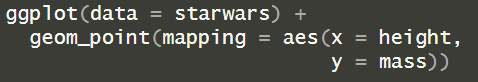 ggplot(data = starwars) +
  geom_point(mapping = aes(x = height,
                           y = mass))